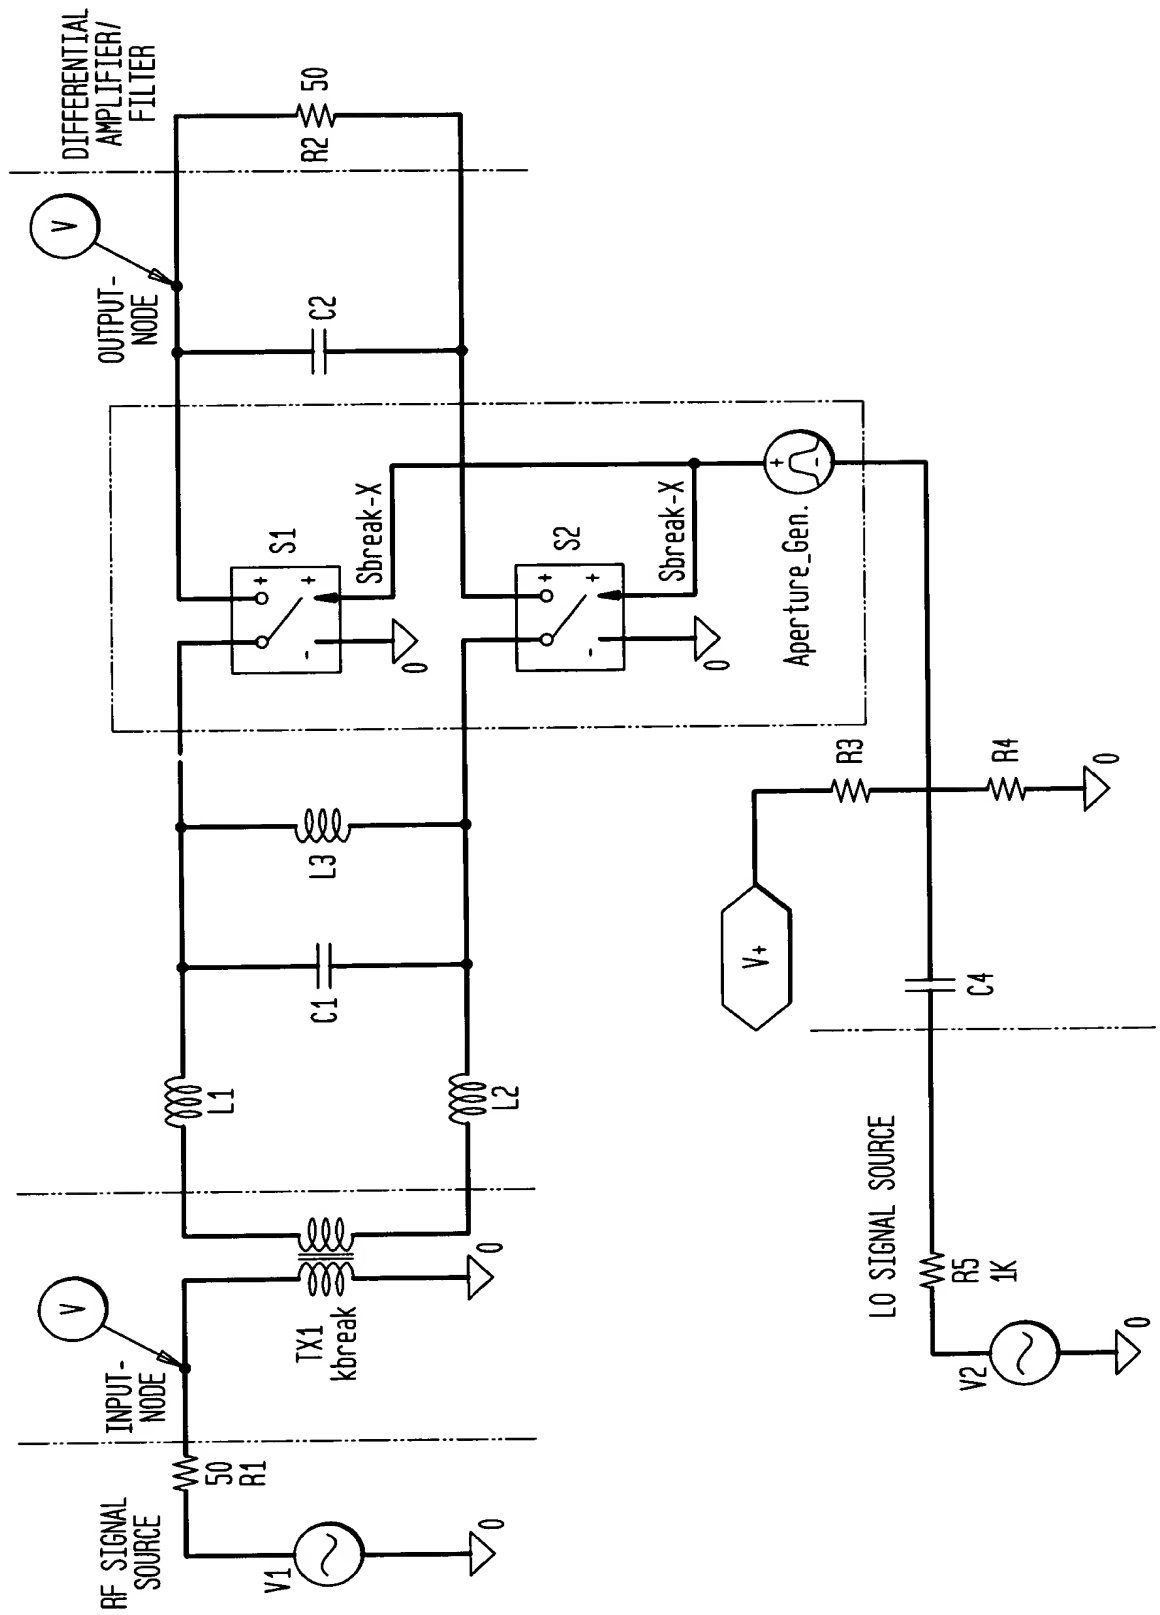 RF SIGNAL
SOURCE
V1
0
50
R1
INPUT-
NODE
V
TX1
kbreak
0
L1
L2
C1
L3
S1
+
+
-
Sbreak-X
0
S2
+
+
-
Sbreak-X
0
Aperture_Gen.
+
-
OUTPUT-
NODE
V
C2
DIFFERENTIAL
AMPLIFIER/
FILTER
R2
50
LO SIGNAL SOURCE
V2
0
R5
1K
C4
V+
R3
R4
0